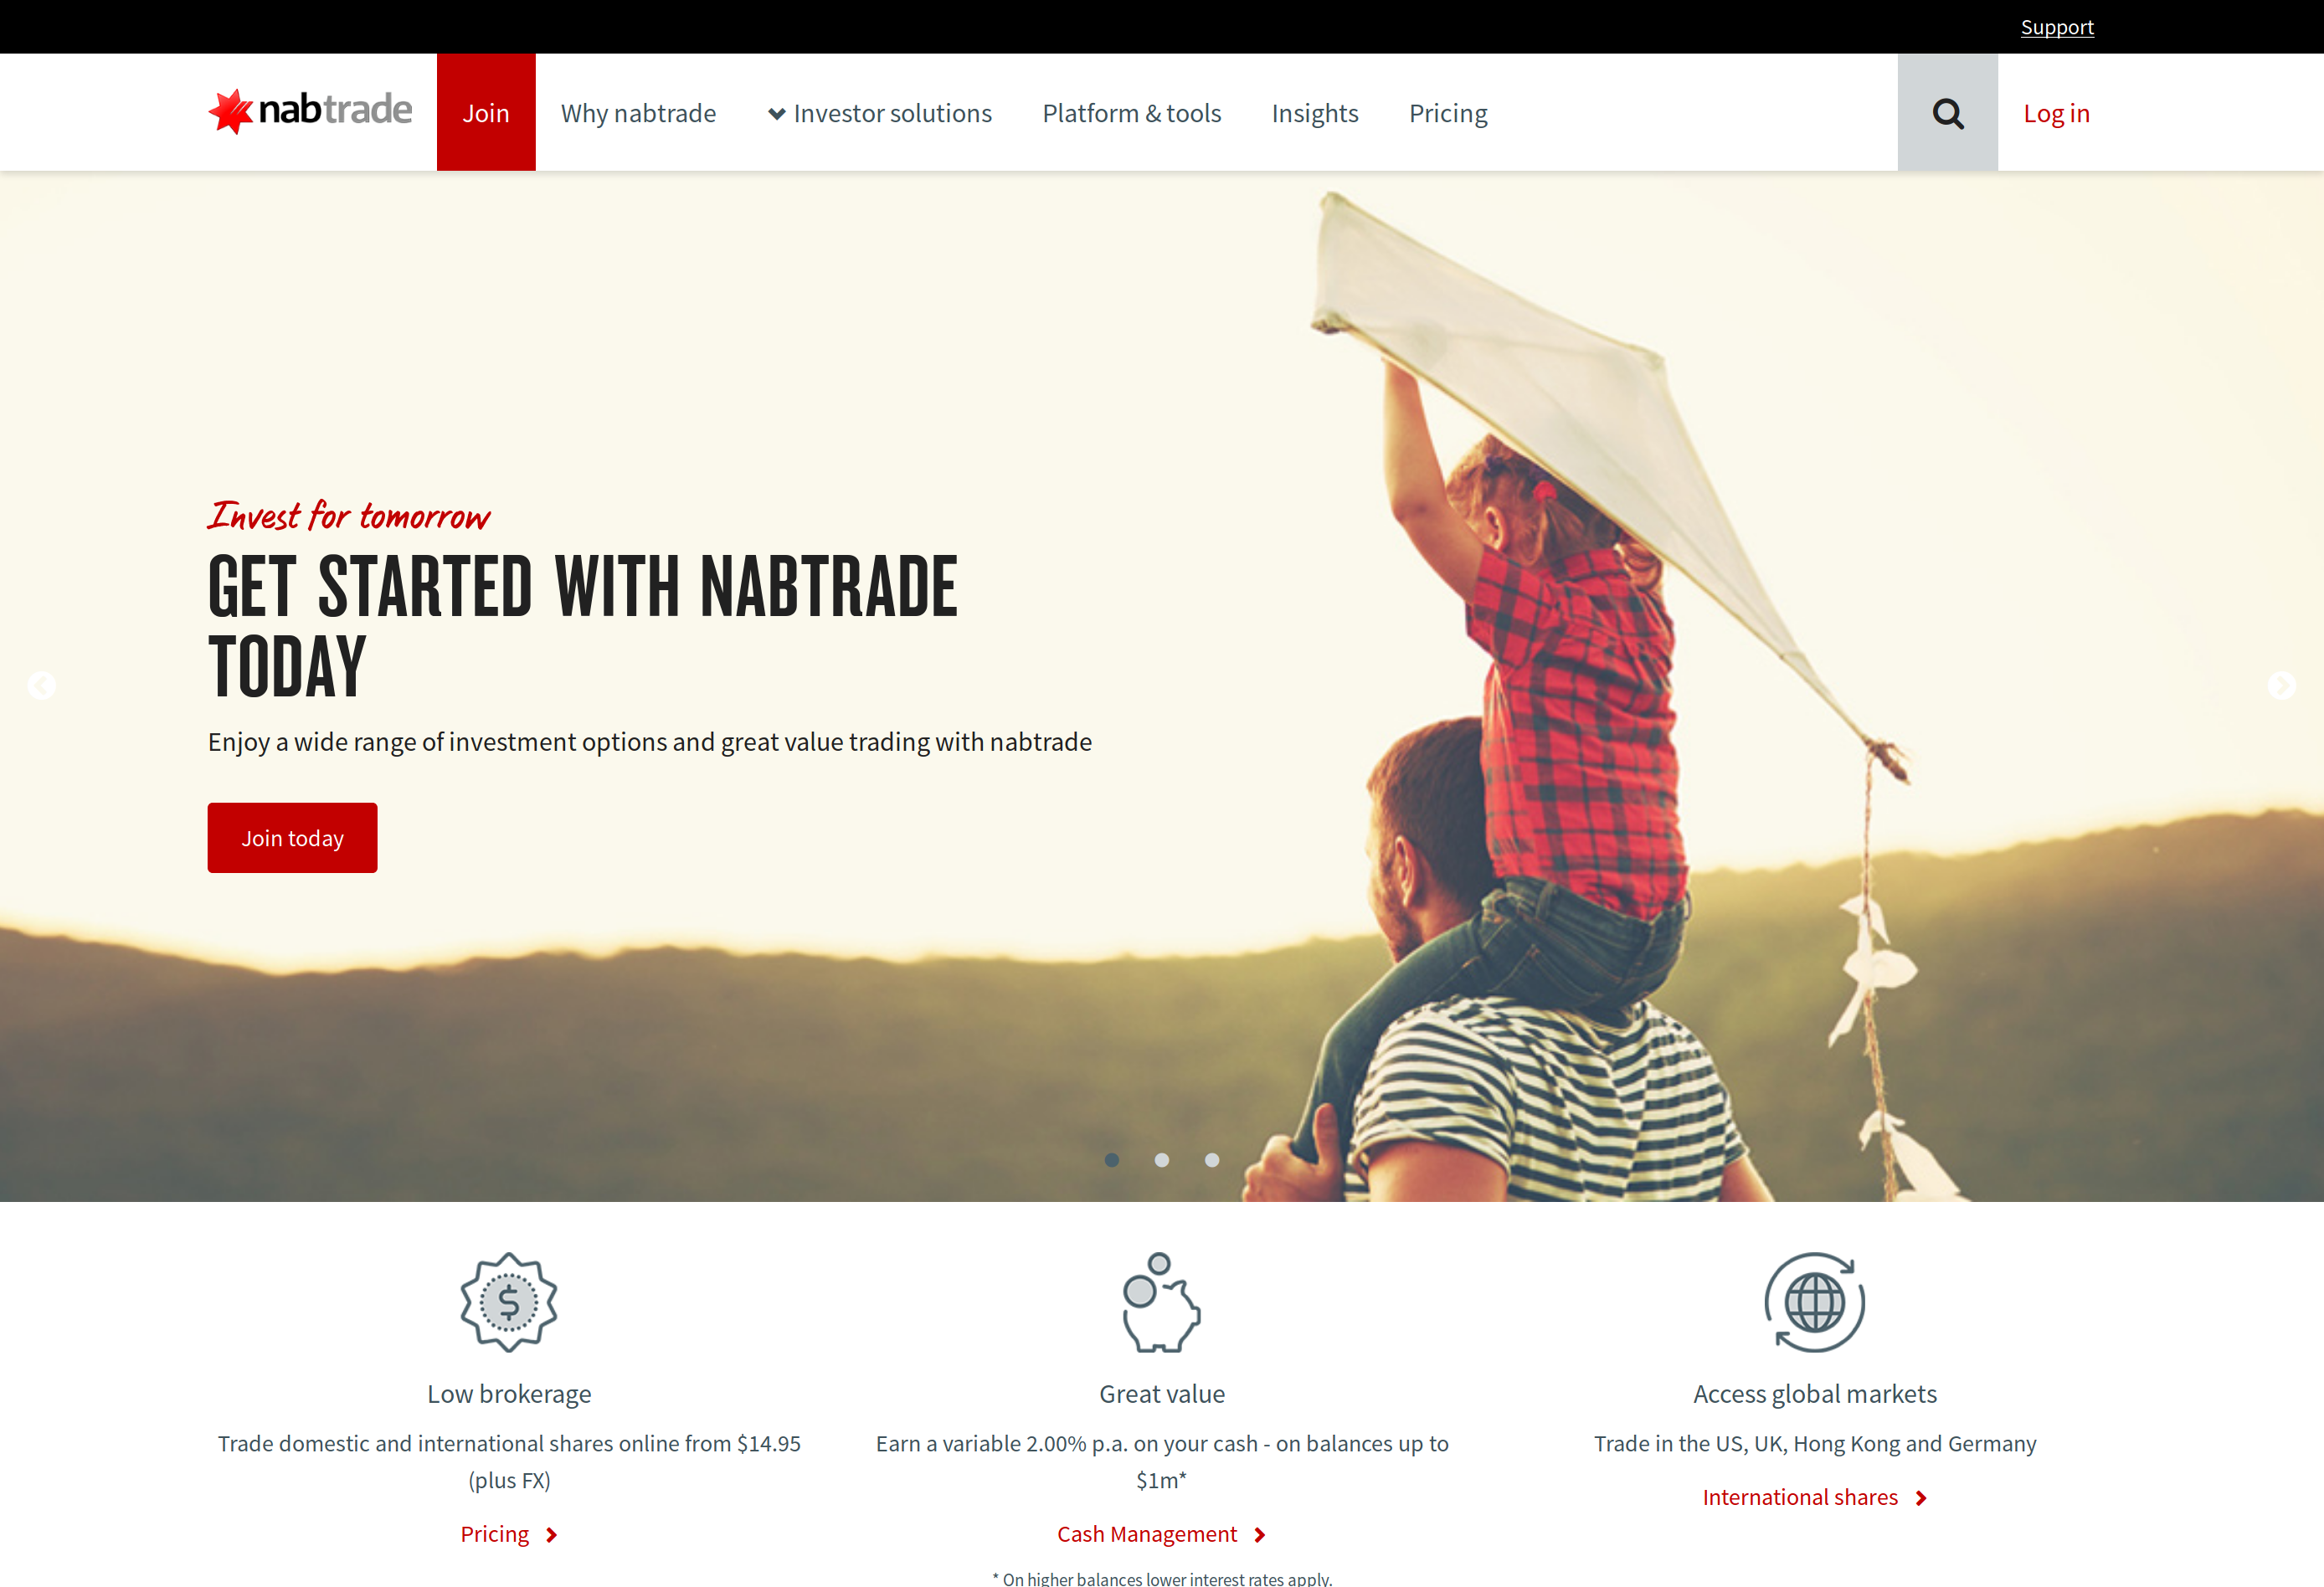 Support
nabtrade
Join
Why nabtrade
Investor solutions
Platform & tools
Insights
Pricing
Log in
Invest for tomorrow
GET STARTED WITH NABTRADE
TODAY
Enjoy a wide range of investment options and great value trading with nabtrade
Join today
Low brokerage
Trade domestic and international shares online from $14.95
(plus FX)
Pricing
Great value
Earn a variable 2.00% p.a. on your cash - on balances up to
$1m*
Cash Management
* On higher balances lower interest rates apply.
Access global markets
Trade in the US, UK, Hong Kong and Germany
International shares